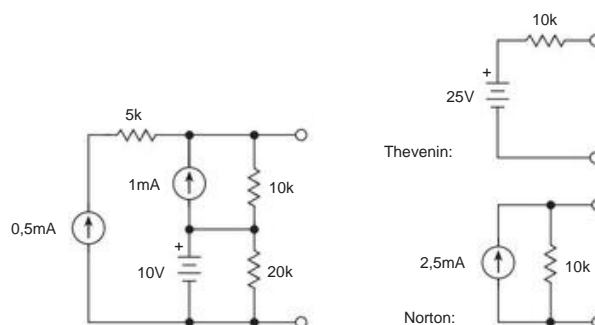 5k
0,5mA
1mA
10k
+
10V
20k
10k
+
25V
Thevenin:
2,5mA
10k
Norton: